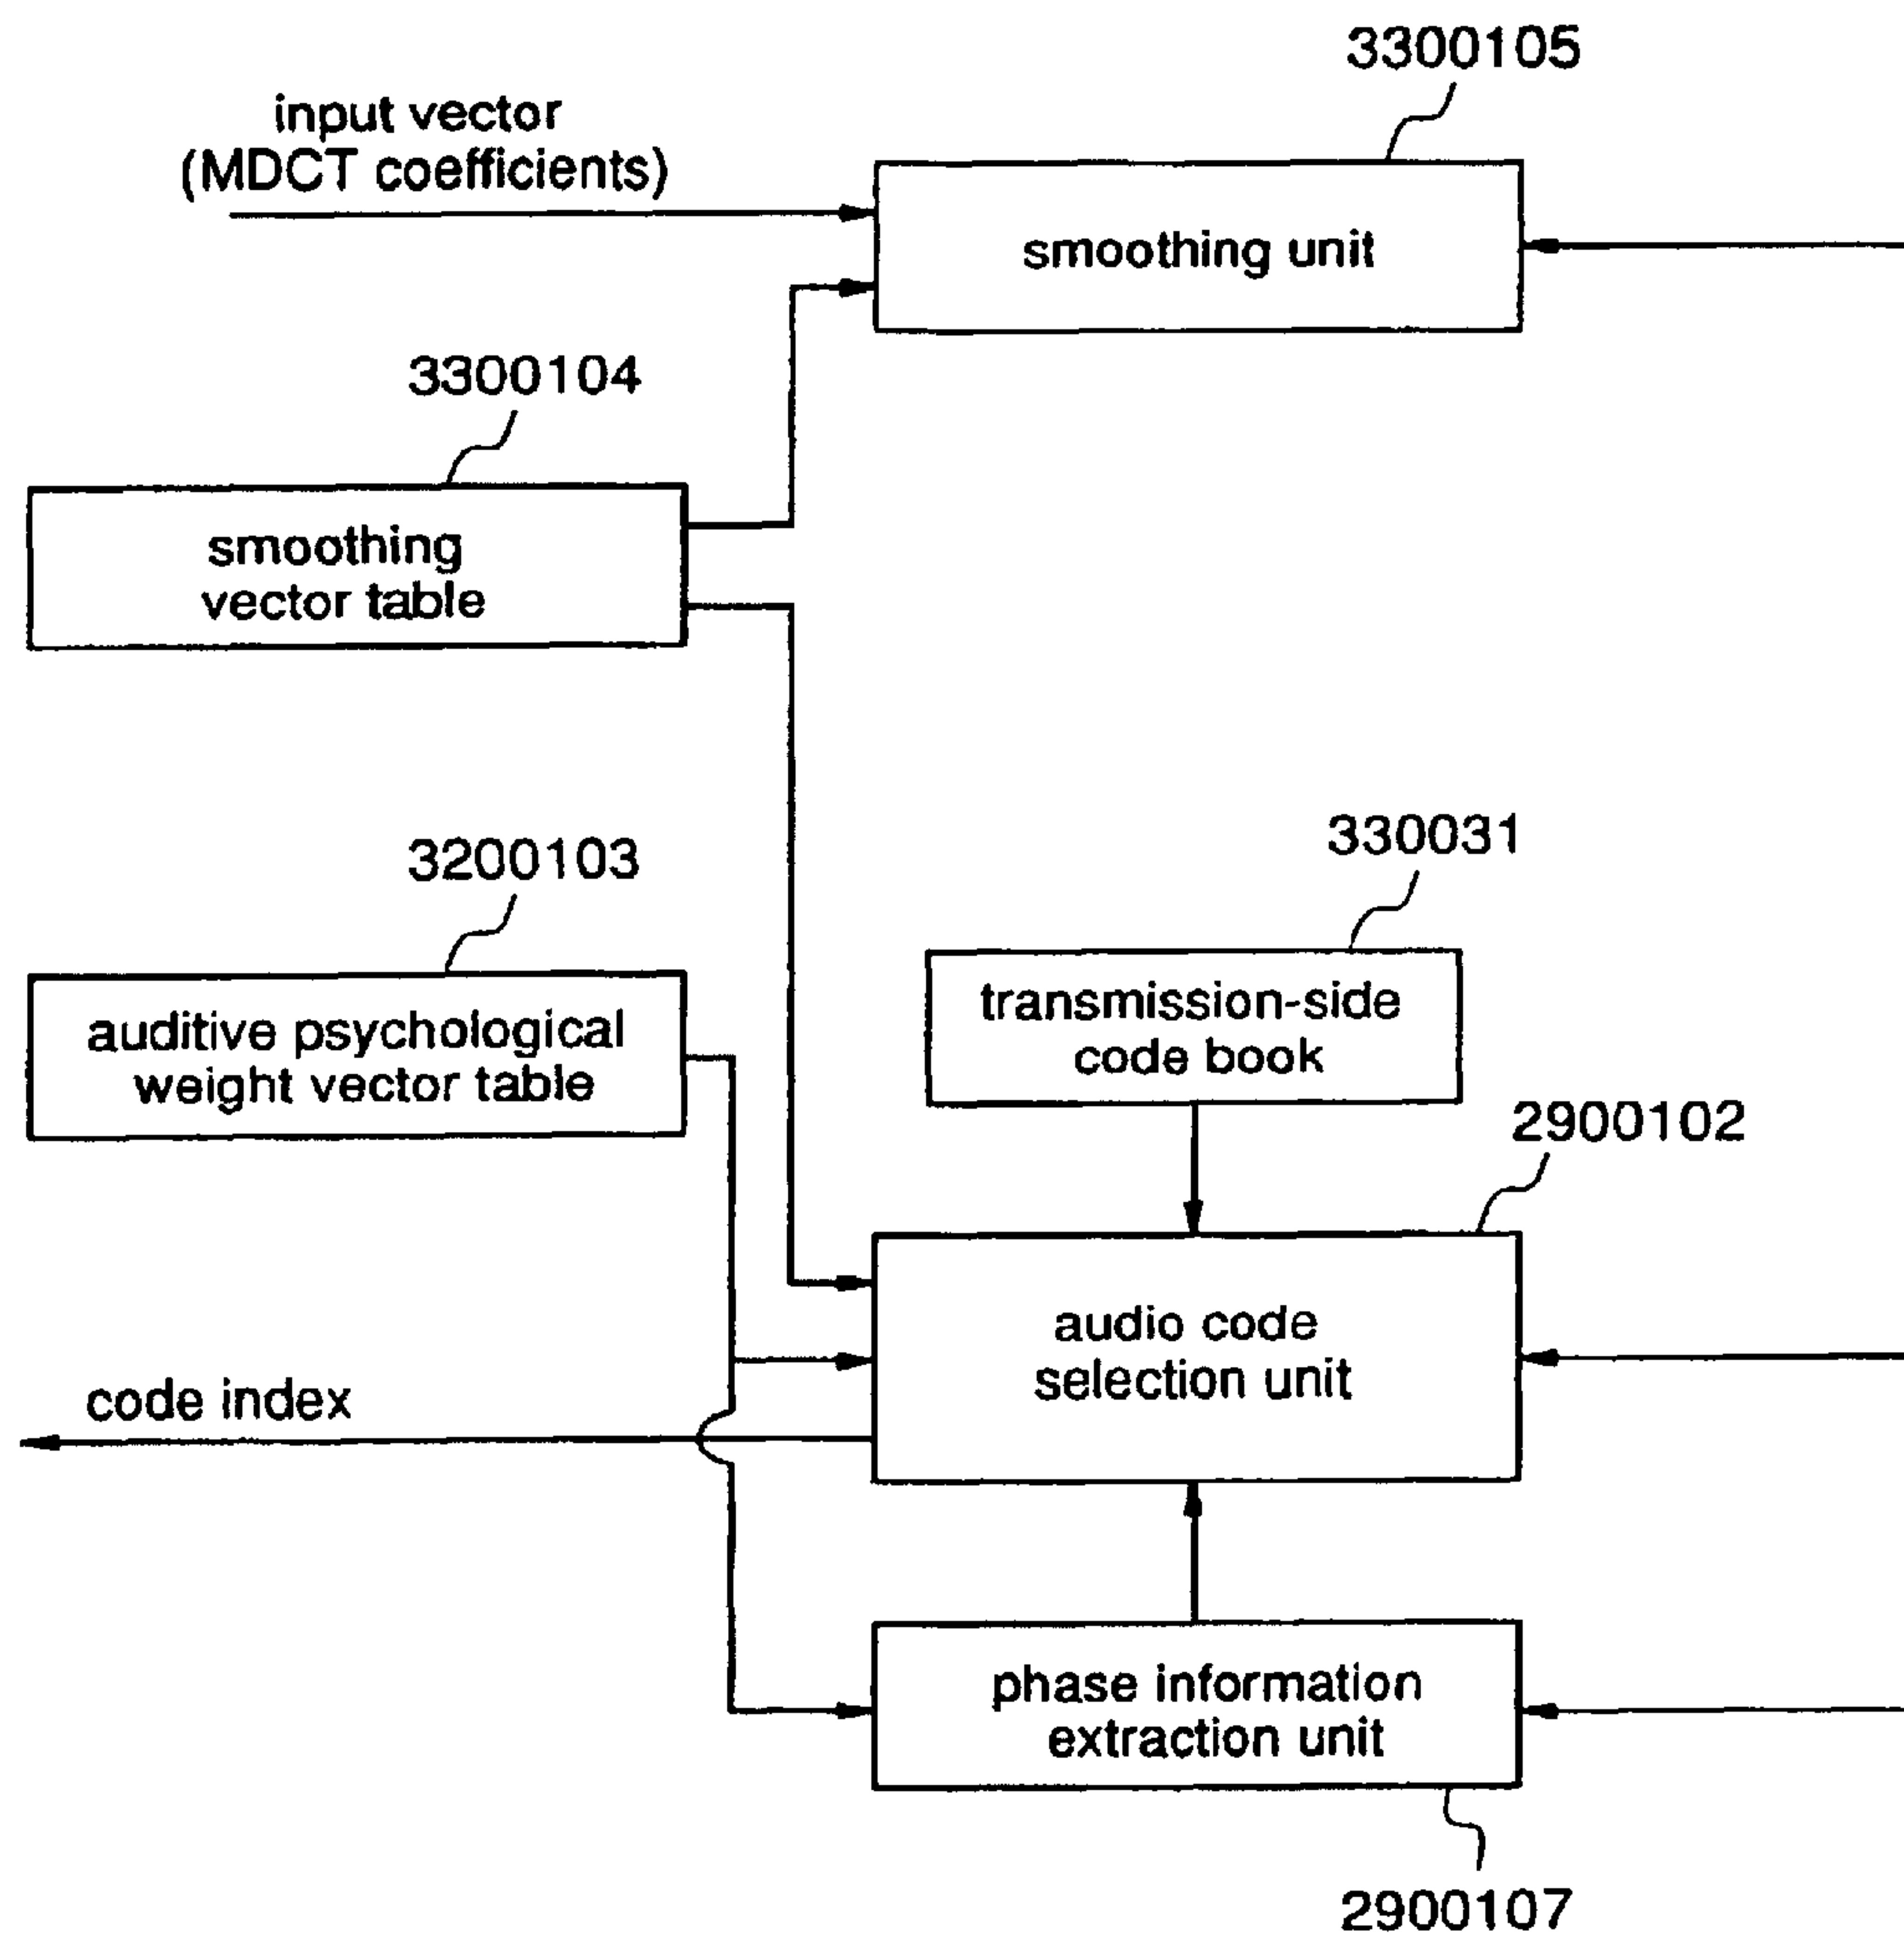 3300105
input vector
(MDCT coefficients)
smoothing unit
3300104
smoothing
vector table
330031
3200103
transmission-side
code book
auditive psychological
weight vector table
2900102
audio code
selection unit
code index
phase information
extraction unit
2900107